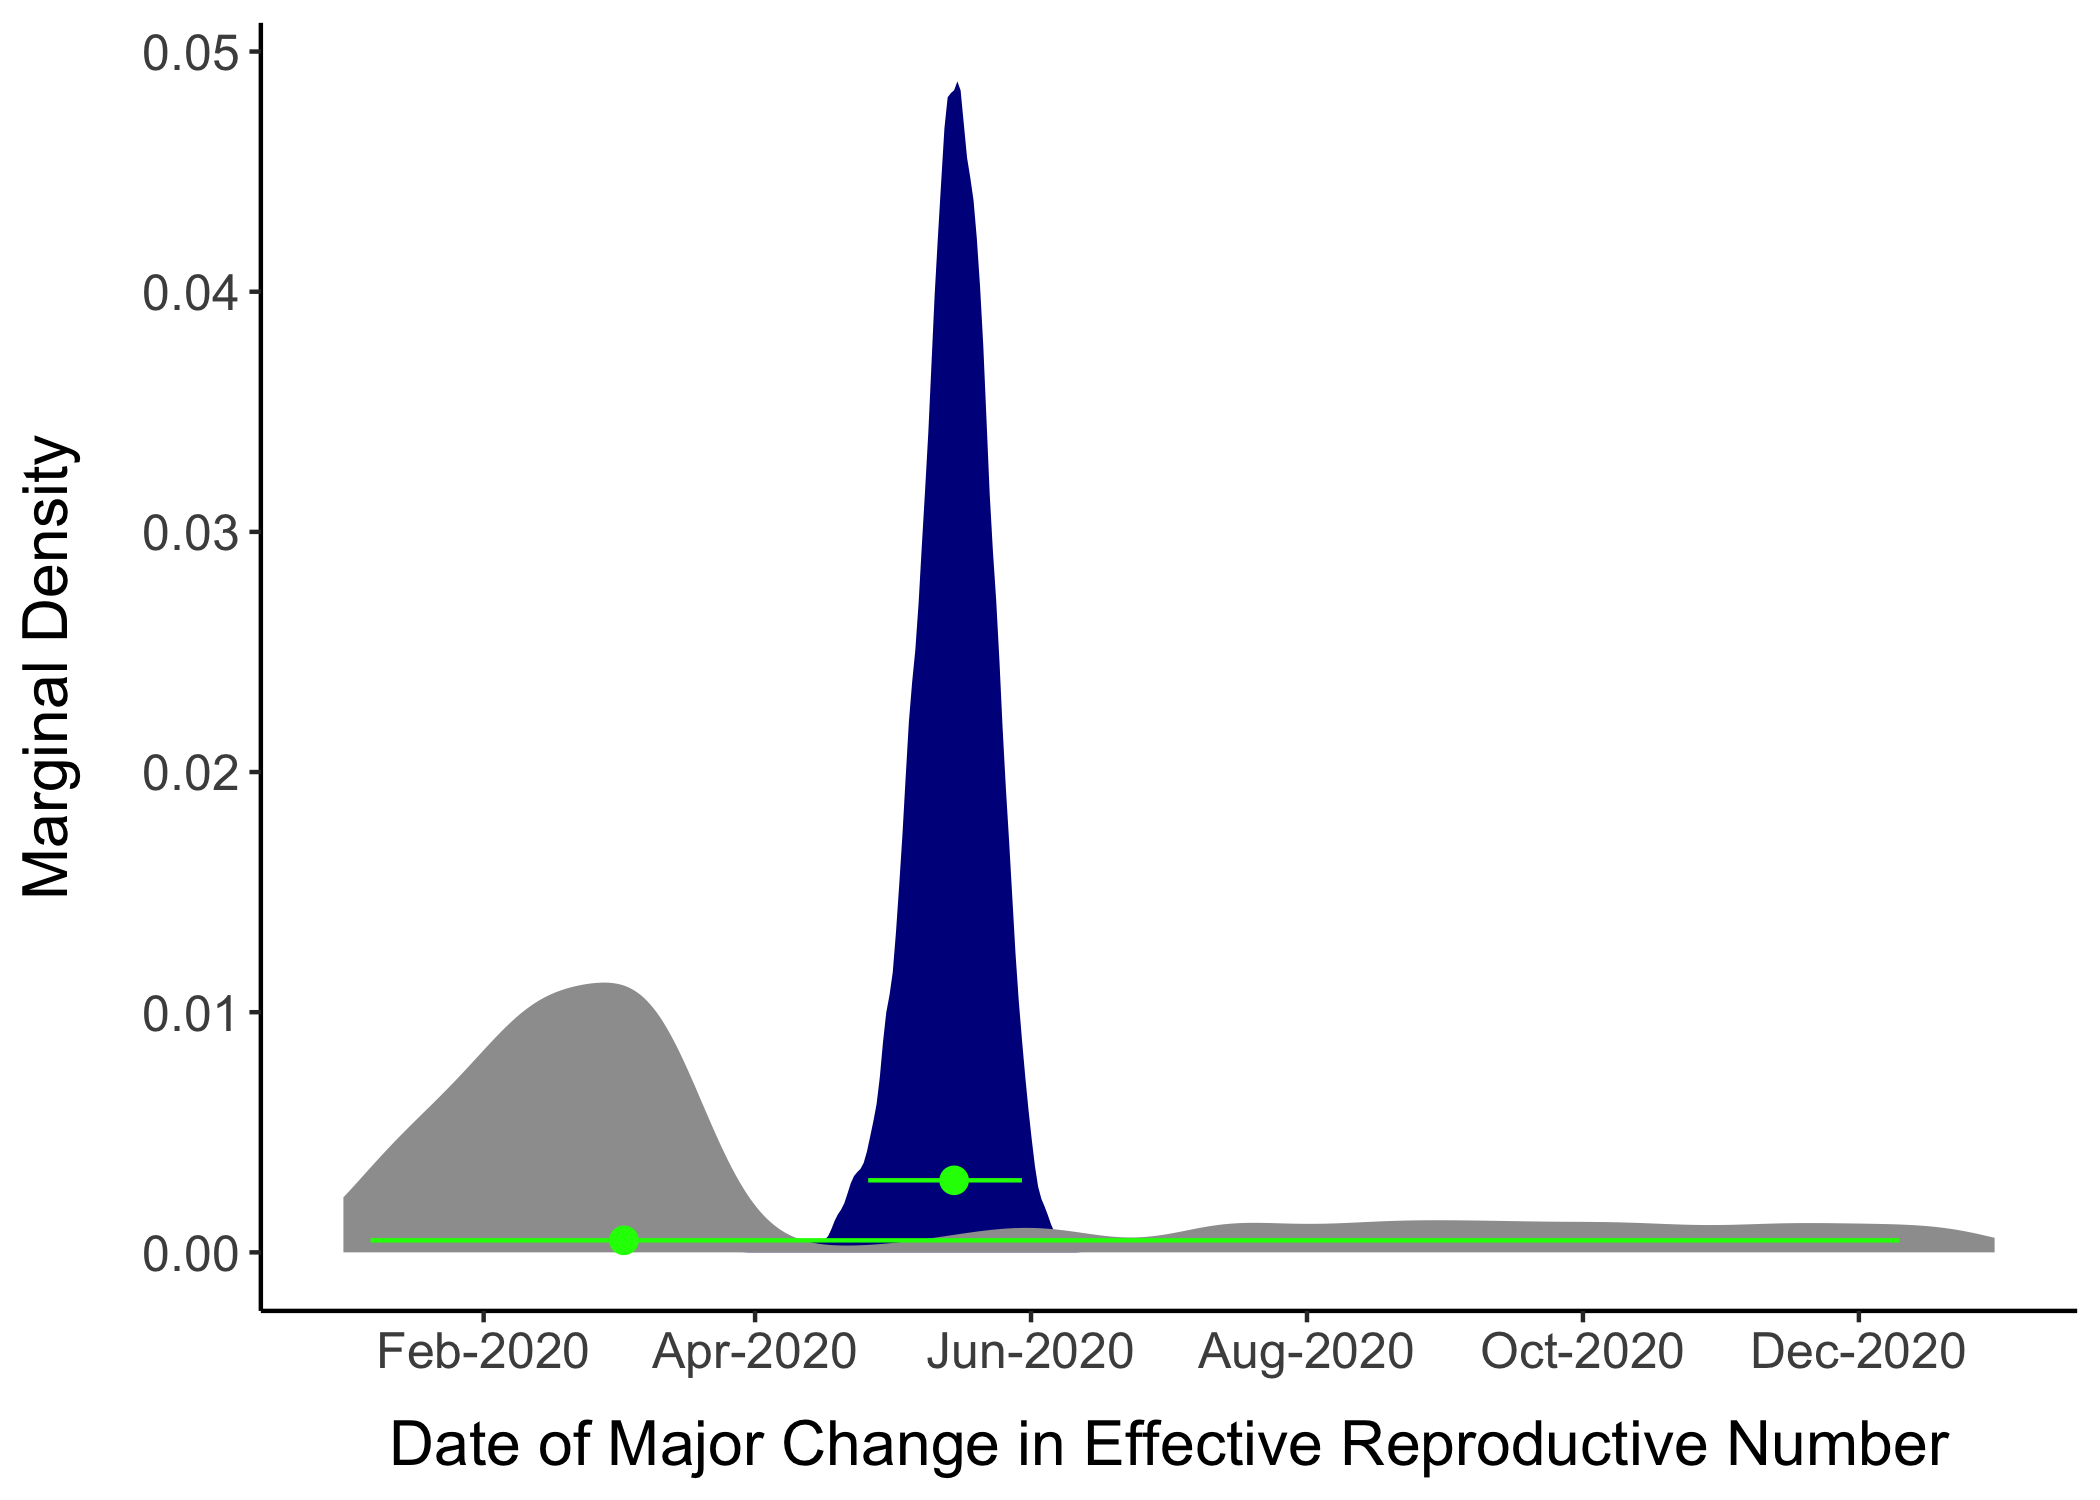 Marginal Density
0.05
0.04
0.03
0.02
0.01
0.00
Feb-2020 Apr-2020 Jun-2020 Aug-2020 Oct-2020 Dec-2020
Date of Major Change in Effective Reproductive Number